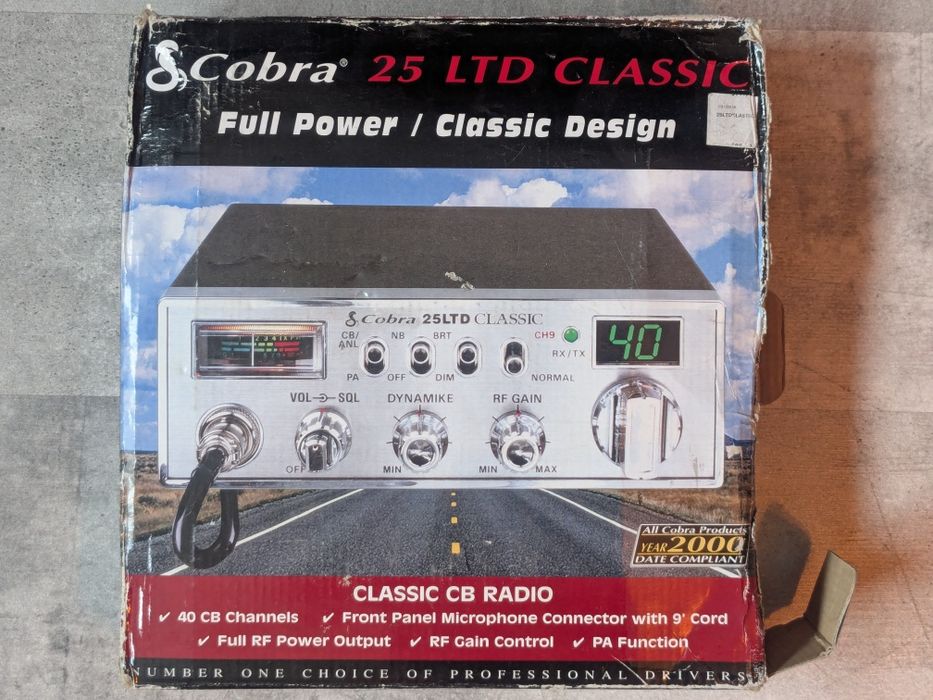 Cobra® 25 LTD CLASSIC
Full Power / Classic Design
25LTDCLASSIC
Cobra 25LTD CLASSIC
CB/ANL NB BRT CH9
RX/TX
PA OFF DIM NORMAL
40
VOL SQL DYNAMIKE RF GAIN
OFF MIN MIN MAX
All Cobra Products
YEAR 2000
DATE COMPLIANT
CLASSIC CB RADIO
✓ 40 CB Channels ✓ Front Panel Microphone Connector with 9' Cord
✓ Full RF Power Output ✓ RF Gain Control ✓ PA Function
NUMBER ONE CHOICE OF PROFESSIONAL DRIVERS